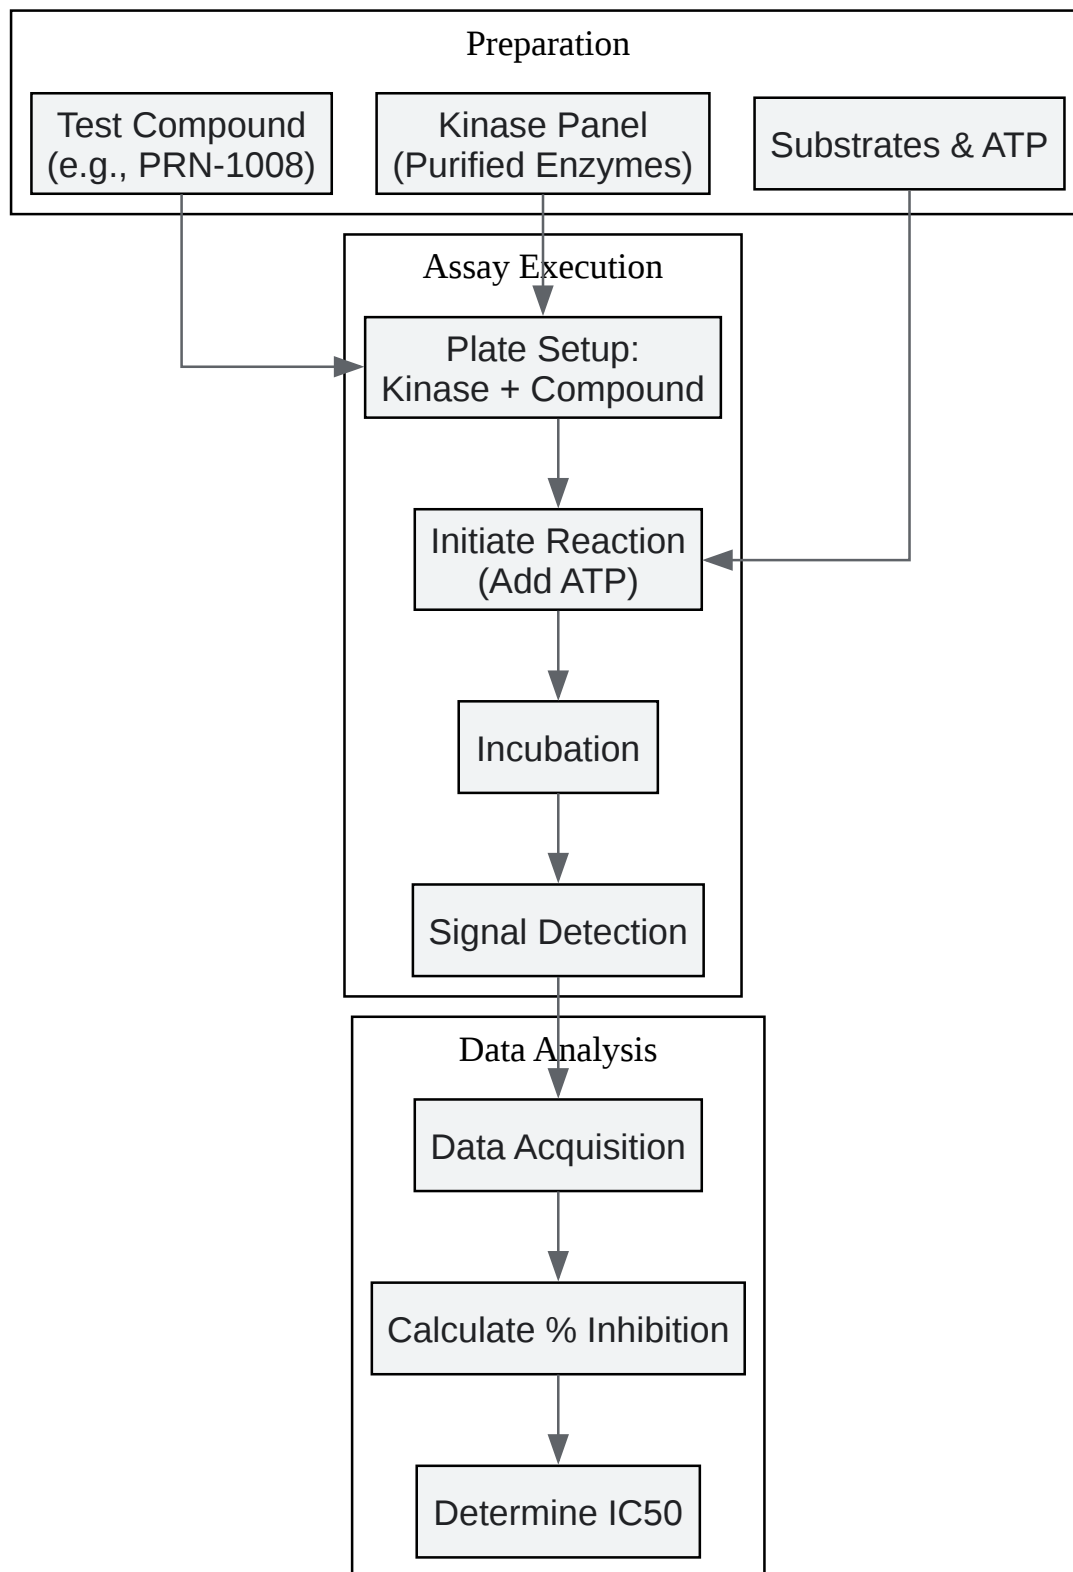 Preparation
Test Compound
(e.g., PRN-1008)
Kinase Panel
(Purified Enzymes)
Substrates & ATP
Assay Execution
Plate Setup:
Kinase + Compound
Initiate Reaction
(Add ATP)
Incubation
Signal Detection
Data Analysis
Data Acquisition
Calculate % Inhibition
Determine IC50